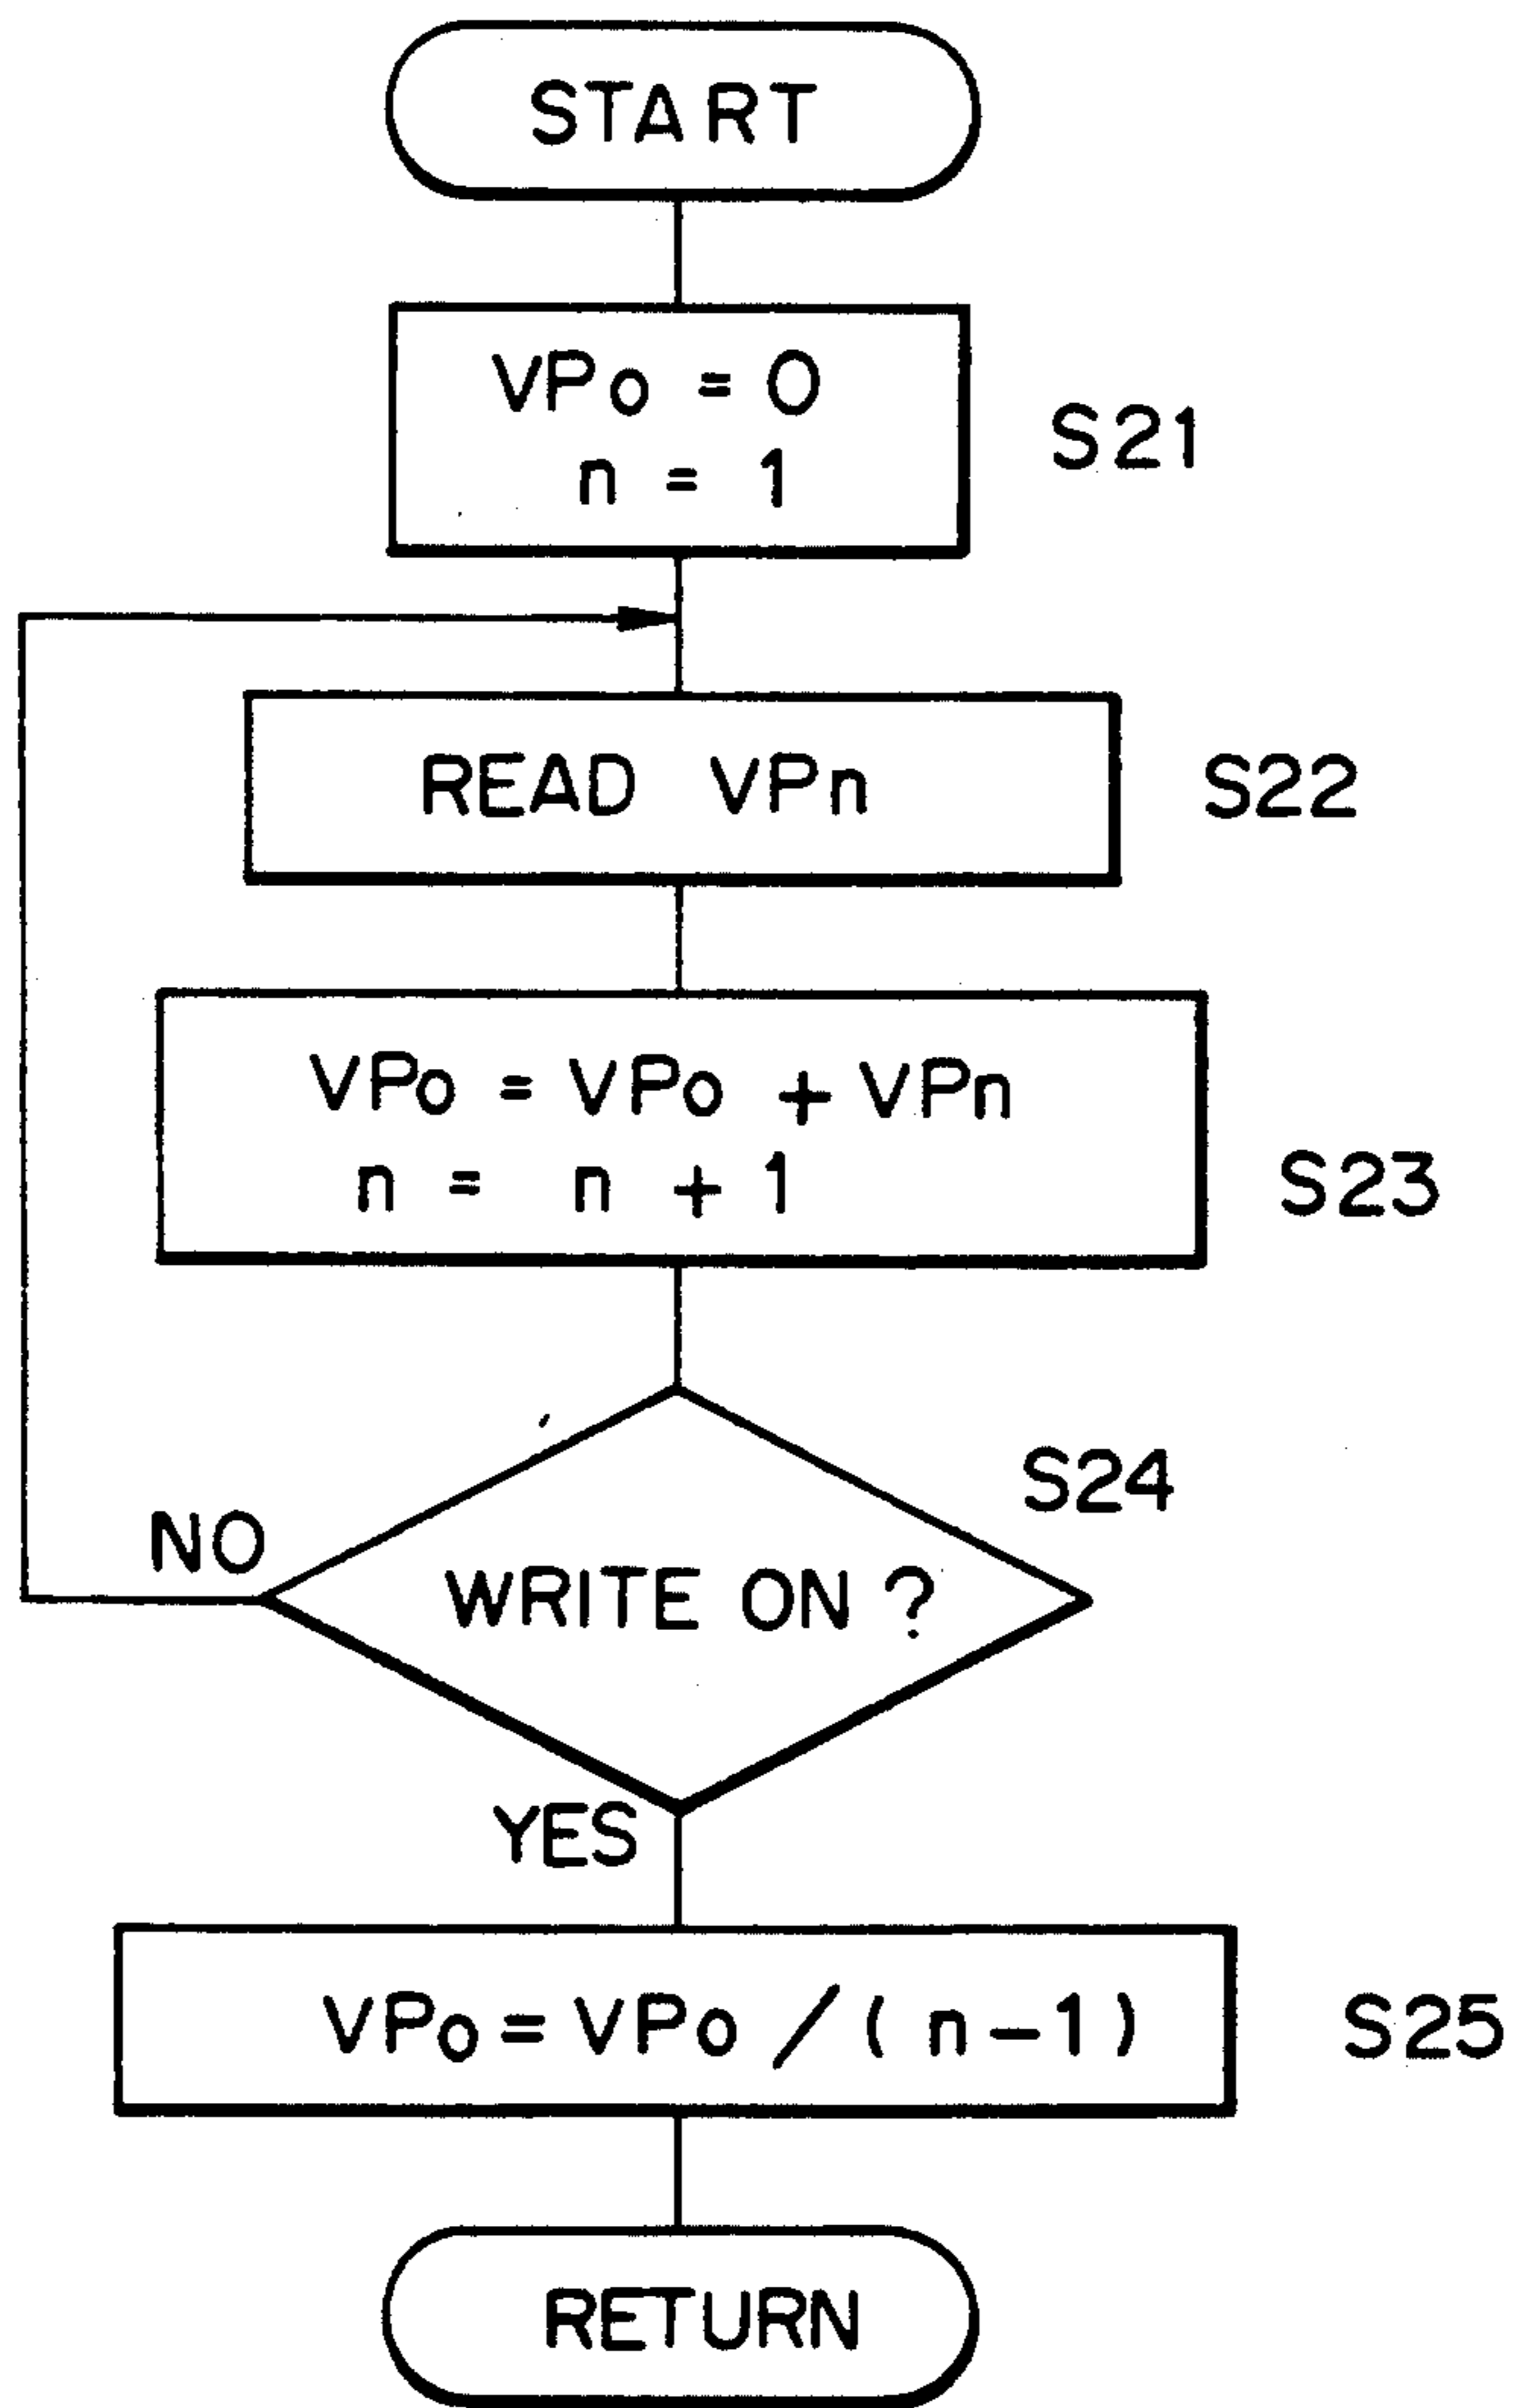 START
VPo = 0
n = 1
S21
READ VPn
S22
VPo = VPo + VPn
n = n + 1
S23
S24
NO
WRITE ON ?
YES
VPo = VPo / ( n - 1 )
S25
RETURN